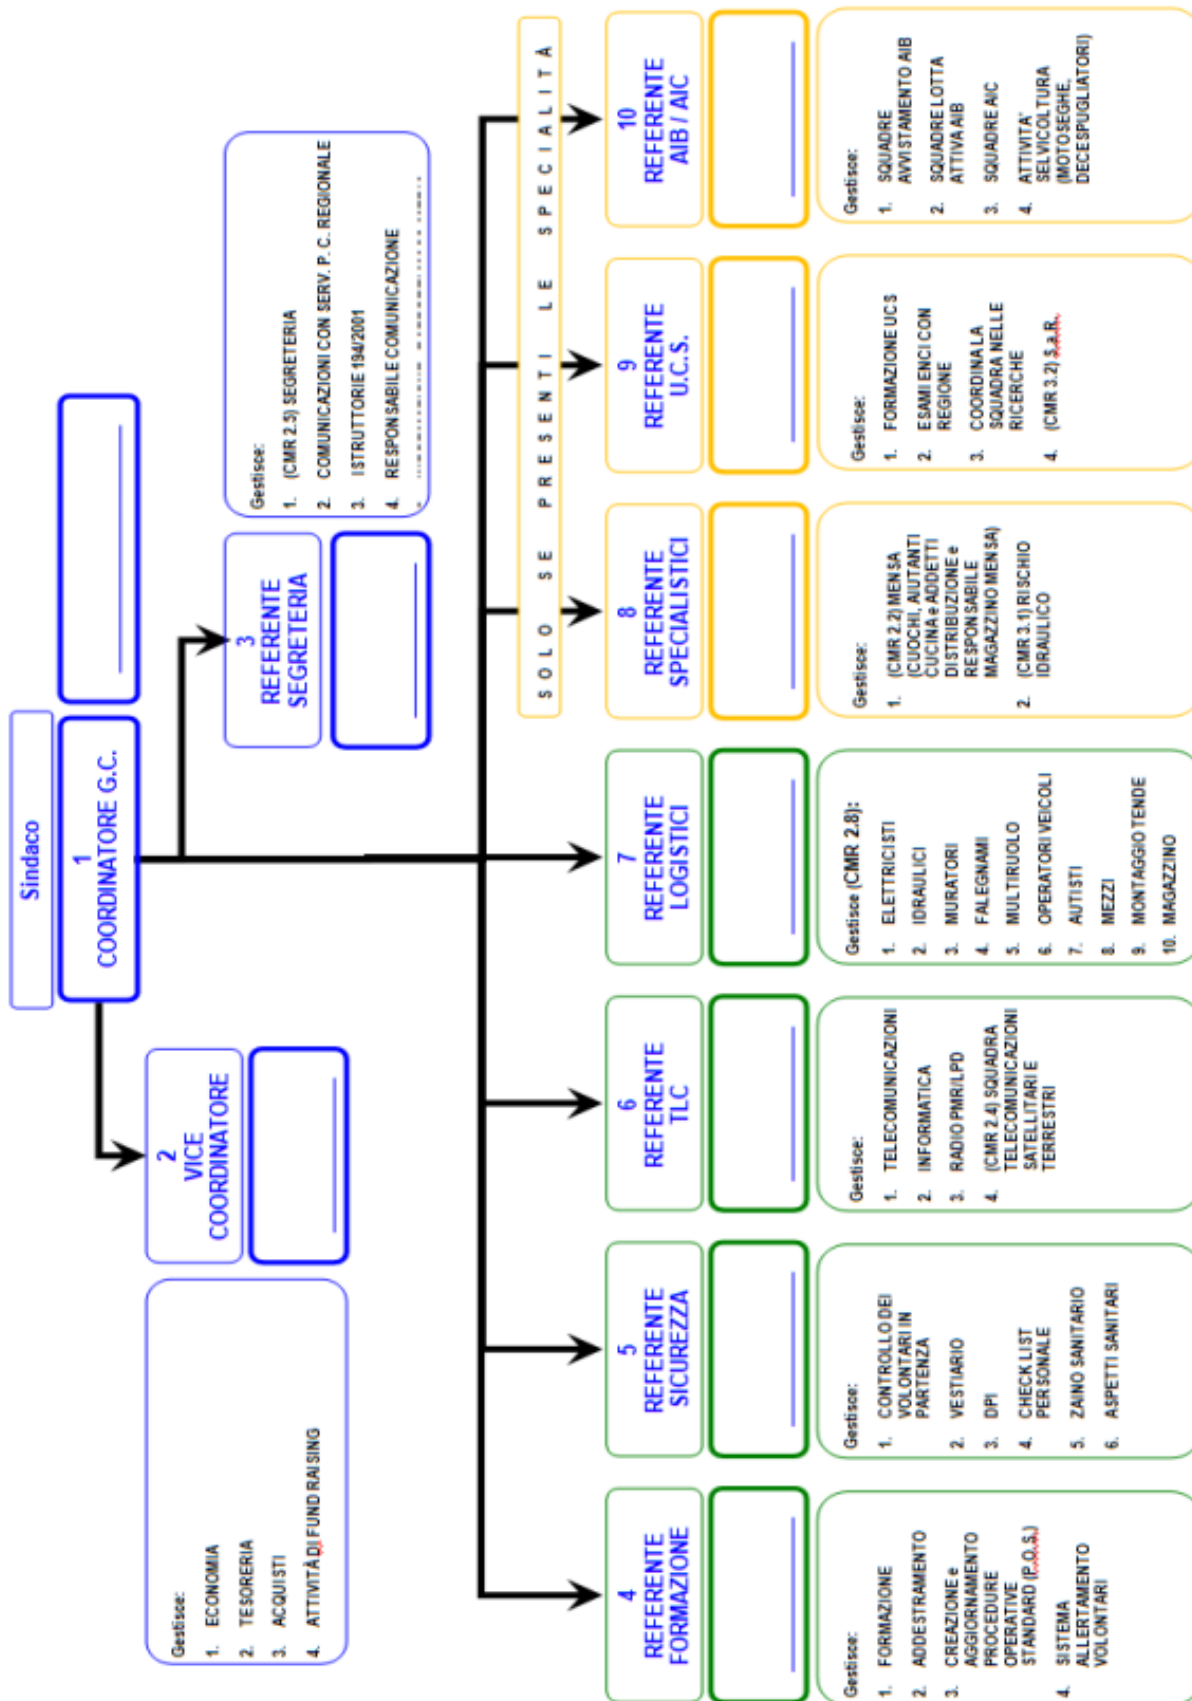 Sindaco
1
COORDINATORE G.C.
2
VICE
COORDINATORE
Gestisce:
1. ECONOMIA
2. TESORERIA
3. ACQUISTI
4. ATTIVITÀ DI FUND RAISING
3
REFERENTE
SEGRETERIA
Gestisce:
1. (CMR 2.5) SEGRETERIA
2. COMUNICAZIONI CON SERV. P. C. REGIONALE
3. ISTRUTTORIE 194/2001
4. RESPONSABILE COMUNICAZIONE
SOLO SE PRESENTI LE SPECIALITÀ
4
REFERENTE
FORMAZIONE
Gestisce:
1. FORMAZIONE
2. ADDESTRAMENTO
3. CREAZIONE e
AGGIORNAMENTO
PROCEDURE
OPERATIVE
STANDARD (P.O.S.)
4. SISTEMA
ALLERTAMENTO
VOLONTARI
5
REFERENTE
SICUREZZA
Gestisce:
1. CONTROLLO DEI
VOLONTARI IN
PARTENZA
2. VESTIARIO
3. DPI
4. CHECK LIST
PERSONALE
5. ZAINO SANITARIO
6. ASPETTI SANITARI
6
REFERENTE
TLC
Gestisce:
1. TELECOMUNICAZIONI
2. INFORMATICA
3. RADIO PMR/LPD
4. (CMR 2.4) SQUADRA
TELECOMUNICAZIONI
SATELLITARI E
TERRESTRI
7
REFERENTE
LOGISTICI
Gestisce (CMR 2.8):
1. ELETTRICISTI
2. IDRAULICI
3. MURATORI
4. FALEGNAMI
5. MULTIRUOLO
6. OPERATORI VEICOLI
7. AUTISTI
8. MEZZI
9. MONTAGGIO TENDE
10. MAGAZZINO
8
REFERENTE
SPECIALISTICI
Gestisce:
1. (CMR 2.2) MENSA
(CUOCHI, AIUTANTI
CUCINA e ADDETTI
DISTRIBUZIONE e
RESPONSABILE
MAGAZZINO MENSA)
2. (CMR 3.1) RISCHIO
IDRAULICO
9
REFERENTE
U.C.S.
Gestisce:
1. FORMAZIONE UCS
2. ESAMI ENCI CON
REGIONE
3. COORDINA LA
SQUADRA NELLE
RICERCHE
4. (CMR 3.2) S.a.R.
10
REFERENTE
AIB / AIC
Gestisce:
1. SQUADRE
AVVISTAMENTO AIB
2. SQUADRE LOTTA
ATTIVA AIB
3. SQUADRE AIC
4. ATTIVITA'
SELVICOLTURA
(MOTOSEGHE,
DECESPUGLIATORI)